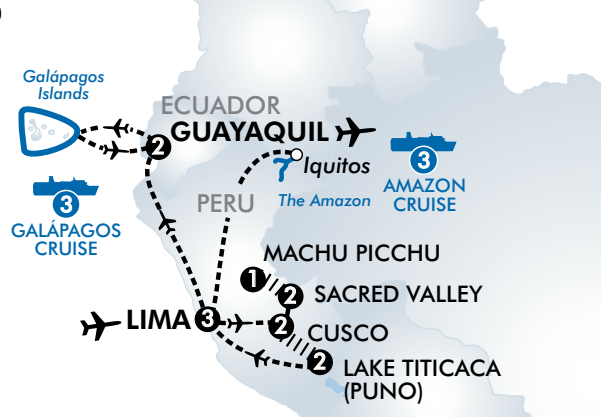 Galápagos
Islands
ECUADOR
GUAYAQUIL
2
3
GALÁPAGOS
CRUISE
Iquitos
The Amazon
3
AMAZON
CRUISE
PERU
MACHU PICCHU
1
2
SACRED VALLEY
LIMA
3
2
CUSCO
2
LAKE TITICACA
(PUNO)